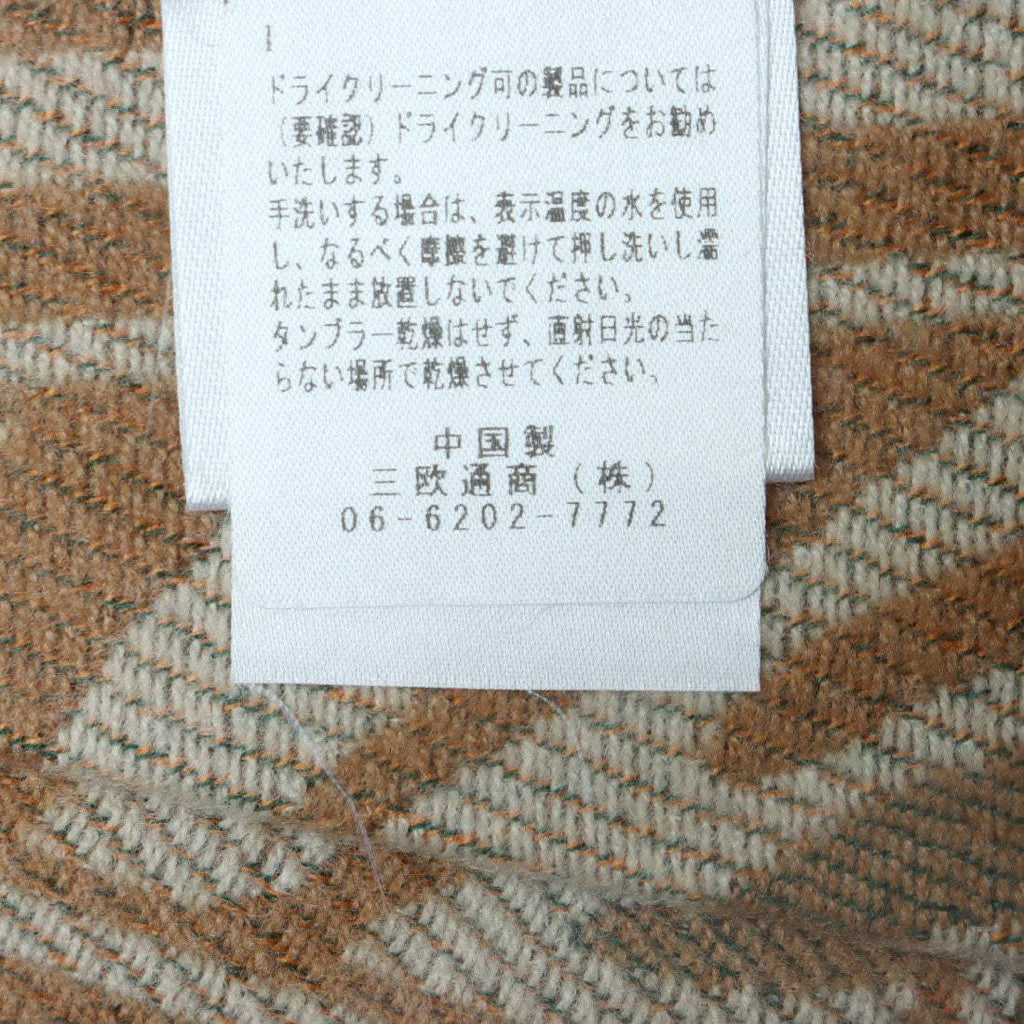 ドライクリーニング可の製品については
（要確認）ドライクリーニングをお勧め
いたします。
手洗いする場合は、表示温度の水を使用
し、なるべく摩擦を避けて押し洗いし濡
れたまま放置しないでください。
タンブラー乾燥はせず、直射日光の当た
らない場所で乾燥させてください。
中国製
三欧通商（株）
06-6202-7772